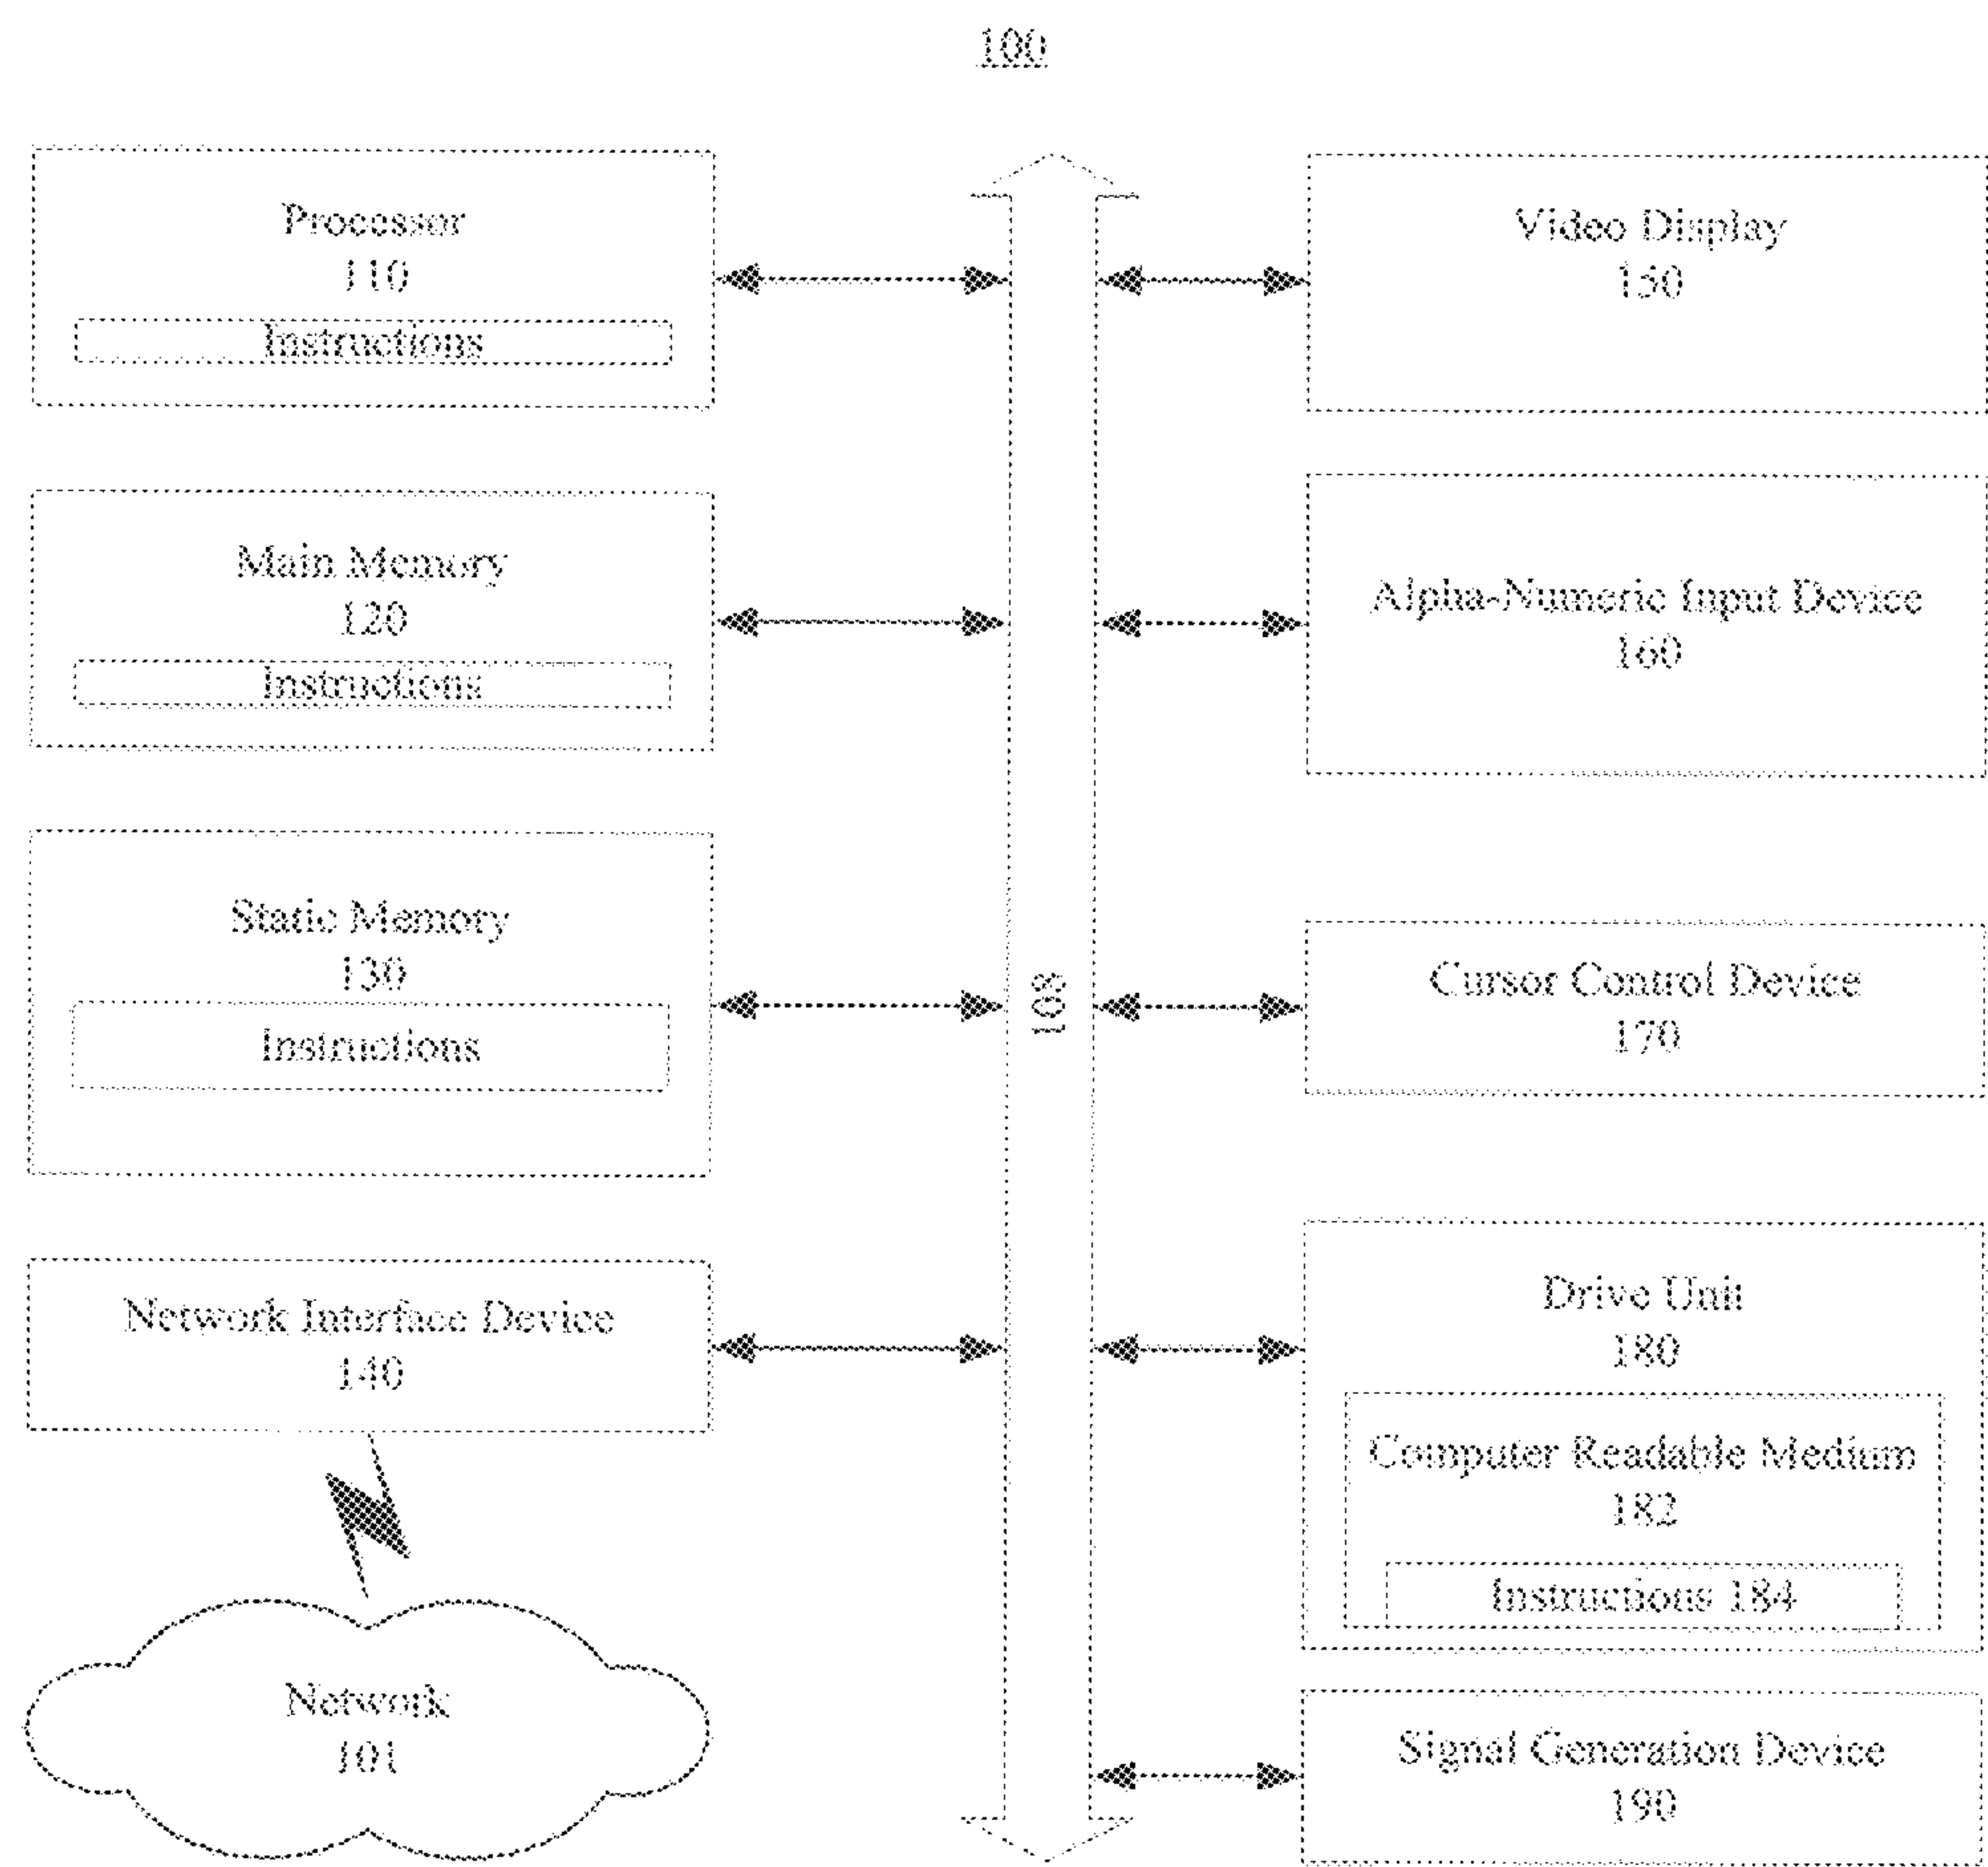 100
Processor
110
Instructions
Main Memory
120
Instructions
Static Memory
130
Instructions
Network Interface Device
140
Network
101
108
Video Display
150
Alpha-Numeric Input Device
160
Cursor Control Device
170
Drive Unit
180
Computer Readable Medium
182
Instructions 184
Signal Generation Device
190